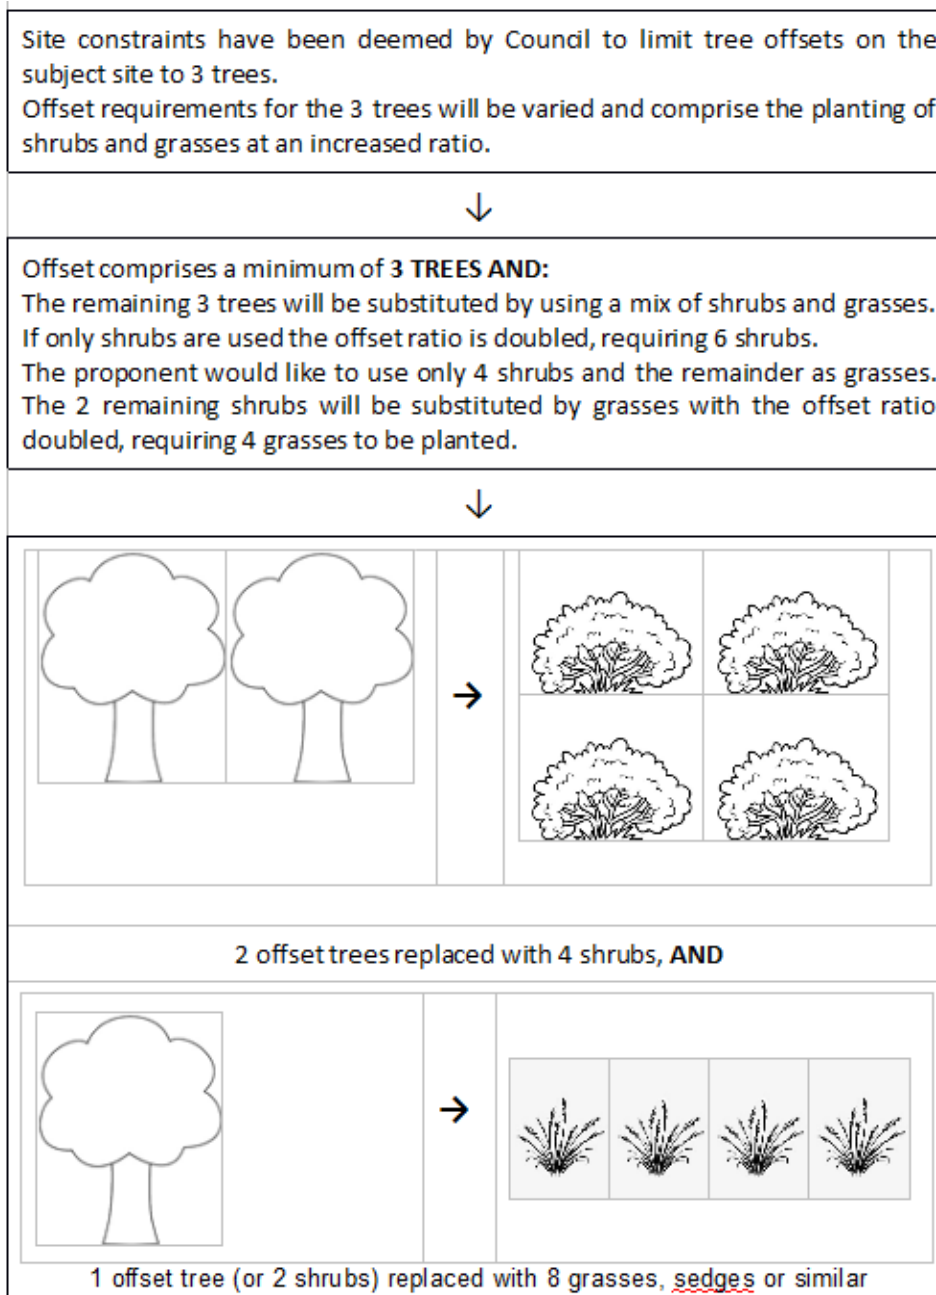 Site constraints have been deemed by Council to limit tree offsets on the
subject site to 3 trees.
Offset requirements for the 3 trees will be varied and comprise the planting of
shrubs and grasses at an increased ratio.
↓
Offset comprises a minimum of 3 TREES AND:
The remaining 3 trees will be substituted by using a mix of shrubs and grasses.
If only shrubs are used the offset ratio is doubled, requiring 6 shrubs.
The proponent would like to use only 4 shrubs and the remainder as grasses.
The 2 remaining shrubs will be substituted by grasses with the offset ratio
doubled, requiring 4 grasses to be planted.
↓
→
2 offset trees replaced with 4 shrubs, AND
→
1 offset tree (or 2 shrubs) replaced with 8 grasses, sedges or similar